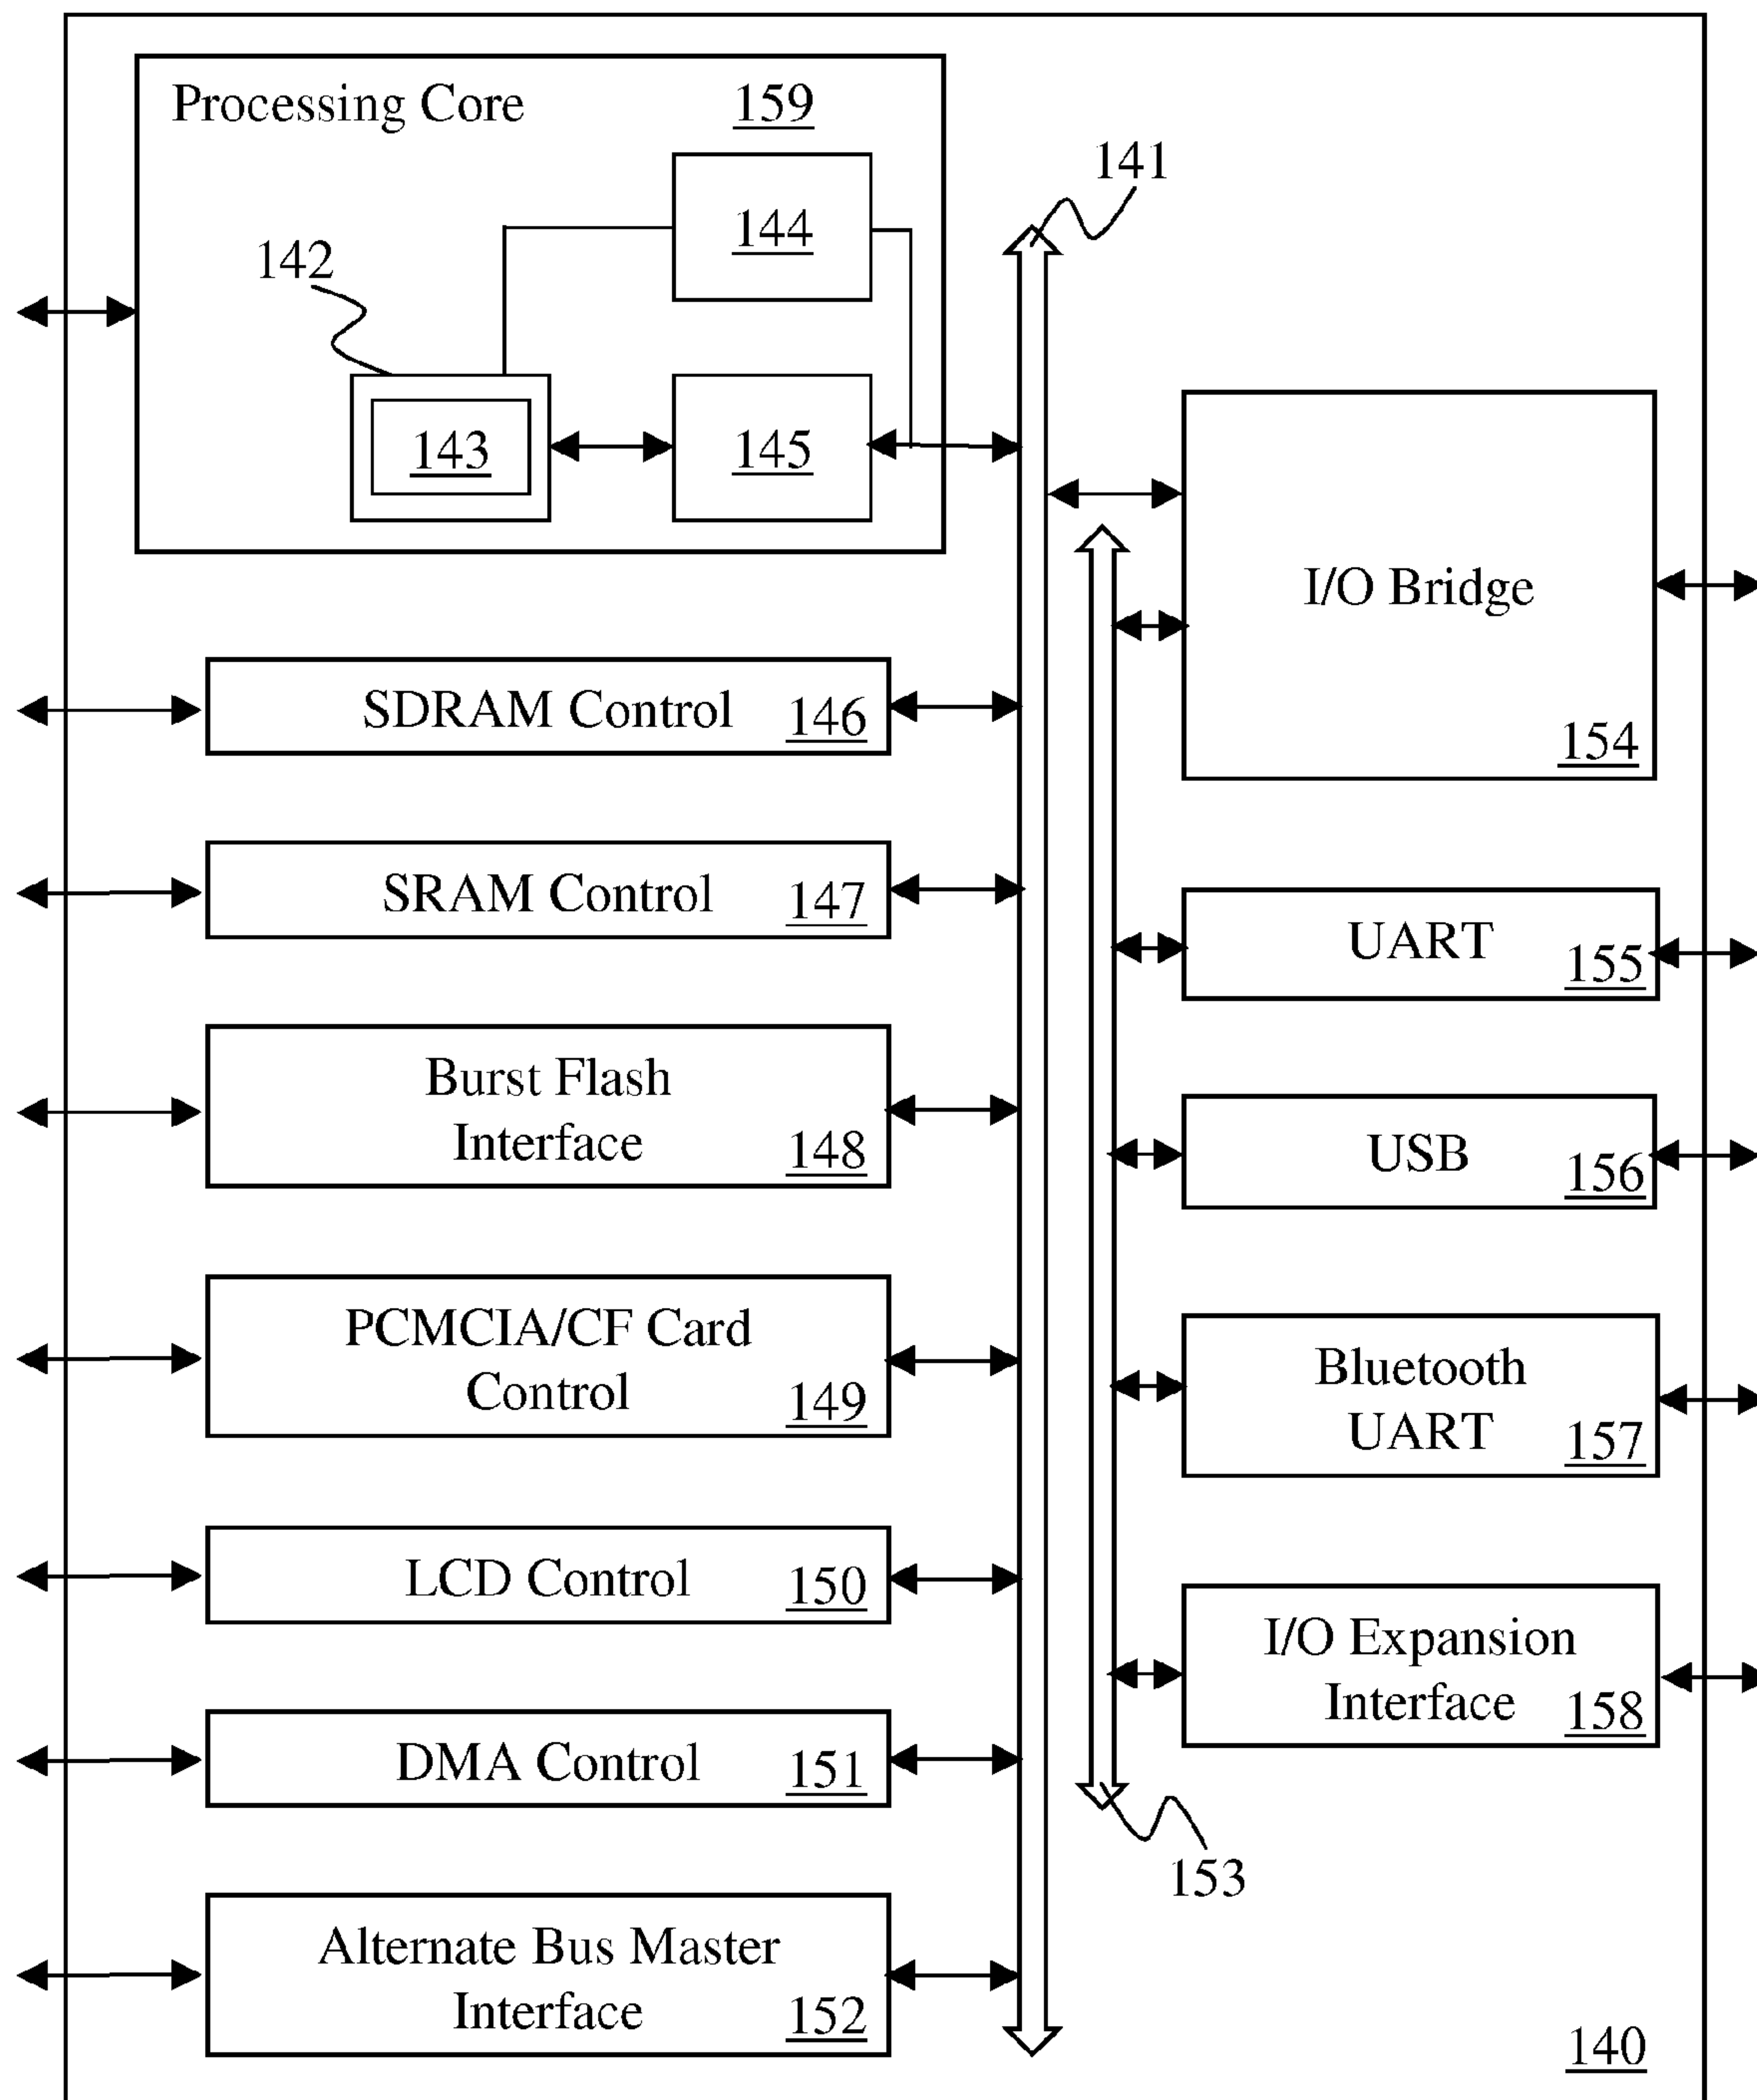 Processing Core 159
144
142
143
145
141
SDRAM Control 146
SRAM Control 147
Burst Flash
Interface 148
PCMCIA/CF Card
Control 149
LCD Control 150
DMA Control 151
Alternate Bus Master
Interface 152
I/O Bridge
154
UART 155
USB 156
Bluetooth
UART 157
I/O Expansion
Interface 158
153
140